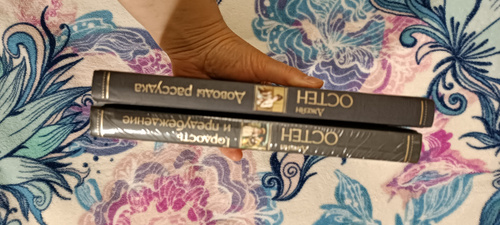 Джейн
ОСТЕН
Доводы рассудка
Джейн
ОСТЕН
Гордость
и предубеждение